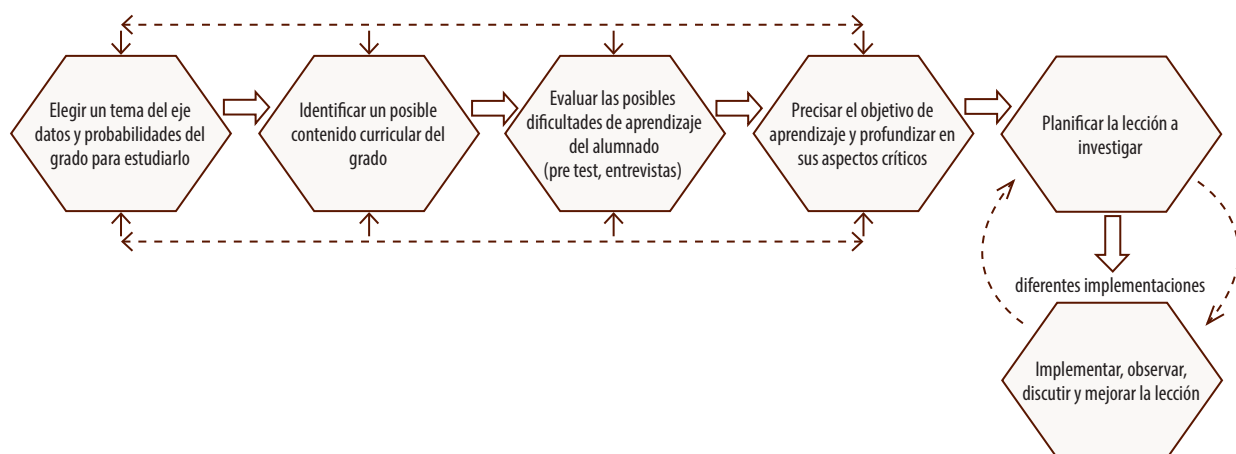 Elegir un tema del eje
datos y probabilidades del
grado para estudiarlo
Identificar un posible
contenido curricular del
grado
Evaluar las posibles
dificultades de aprendizaje
del alumnado
(pre test, entrevistas)
Precisar el objetivo de
aprendizaje y profundizar en
sus aspectos críticos
Planificar la lección a
investigar
diferentes implementaciones
Implementar, observar,
discutir y mejorar la lección